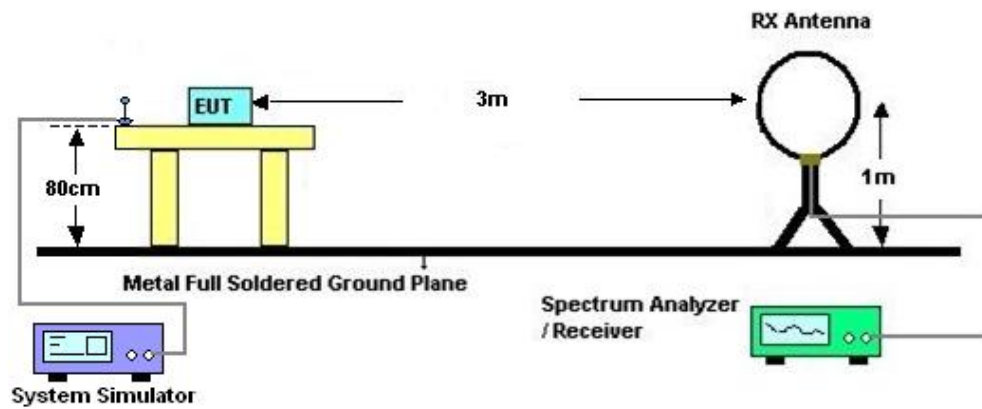 RX Antenna
EUT
3m
80cm
1m
Metal Full Soldered Ground Plane
Spectrum Analyzer
/ Receiver
System Simulator